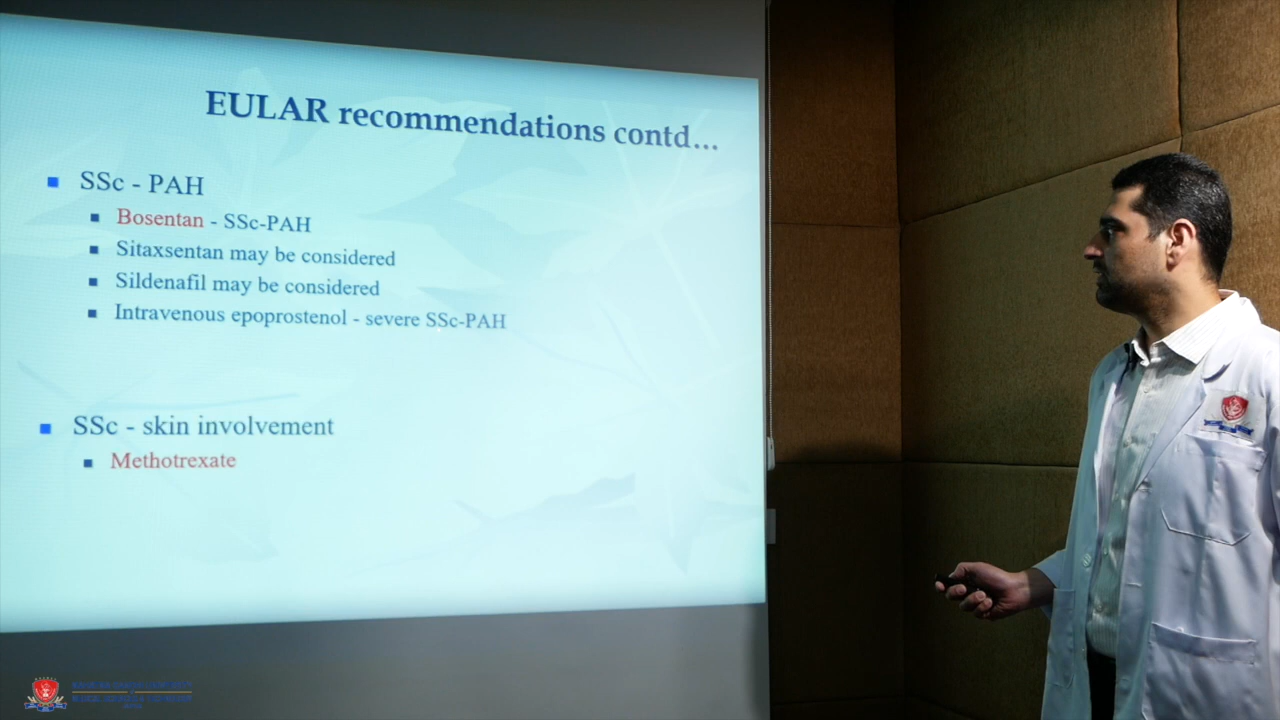 EULAR recommendations contd...
SSc - PAH
Bosentan - SSc-PAH
Sitaxsentan may be considered
Sildenafil may be considered
Intravenous epoprostenol - severe SSc-PAH
SSc - skin involvement
Methotrexate